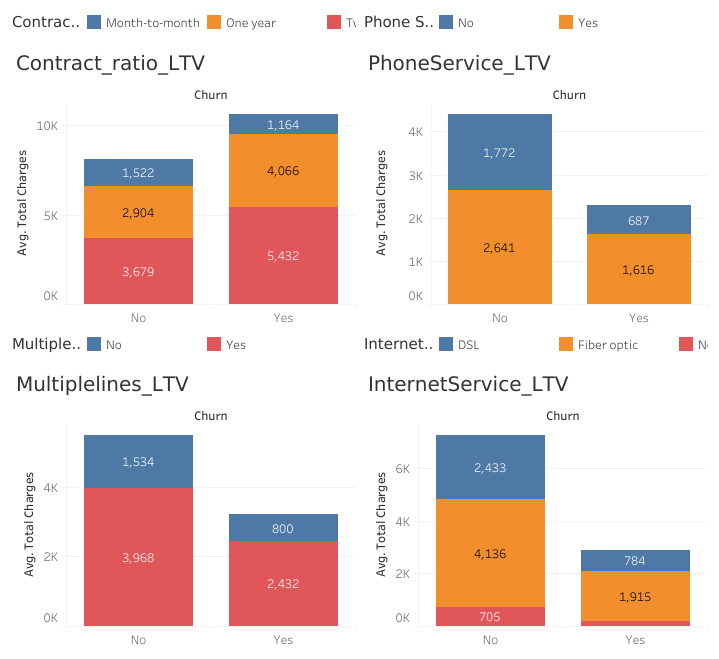 Contrac.. Month-to-month One year
Phone S.. No Yes
Contract_ratio_LTV
Churn
Avg. Total Charges
10K
5K
0K
1,522
2,904
3,679
1,164
4,066
5,432
No Yes
PhoneService_LTV
Churn
Avg. Total Charges
4K
3K
2K
1K
0K
1,772
2,641
687
1,616
No Yes
Multiple.. No Yes
Internet.. DSL Fiber optic
Multiplelines_LTV
Churn
Avg. Total Charges
4K
2K
0K
1,534
3,968
800
2,432
No Yes
InternetService_LTV
Churn
Avg. Total Charges
6K
4K
2K
0K
2,433
4,136
705
784
1,915
No Yes